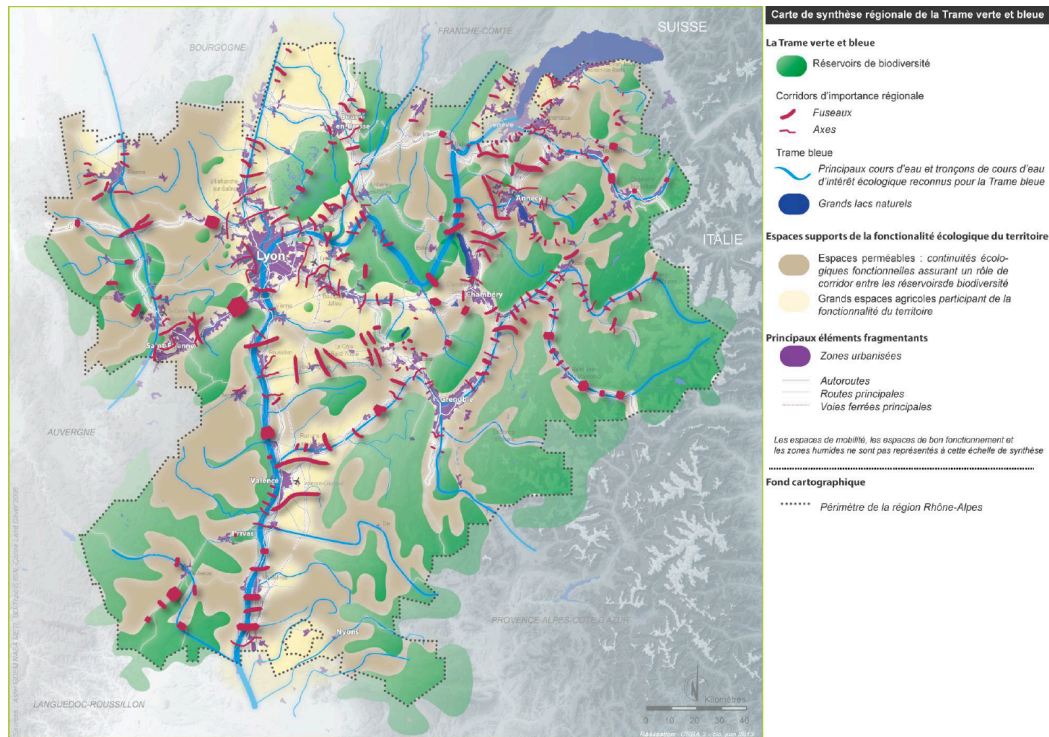 Carte de synthèse régionale de la Trame verte et bleue
La Trame verte et bleue
Réservoirs de biodiversité
Corridors d'importance régionale
Fuseaux
Axes
Trame bleue
Principaux cours d'eau et tronçons de cours d'eau
d'intérêt écologique reconnus pour la Trame bleue
Grands lacs naturels
Espaces supports de la fonctionalité écologique du territoire
Espaces perméables : continuités écolo-
giques fonctionnelles assurant un rôle de
corridor entre les réservoirsde biodiversité
Grands espaces agricoles participant de la
fonctionalité du territoire
Principaux éléments fragmentants
Zones urbanisées
Autoroutes
Routes principales
Voies ferrées principales
Les espaces de mobilité, les espaces de bon fonctionnement et
les zones humides ne sont pas représentés à cette échelle de synthèse
Fond cartographique
Périmètre de la région Rhône-Alpes
SUISSE
FRANCHE-COMTE
BOURGOGNE
Genève
Annecy
ITALIE
Lyon
Chambéry
Vienne
Saint-Etienne
Grenoble
AUVERGNE
Valence
Privas
PROVENCE-ALPES-COTE-D'AZUR
Nyons
LANGUEDOC-ROUSSILLON
N
Kilomètres
0 10 20 30 40